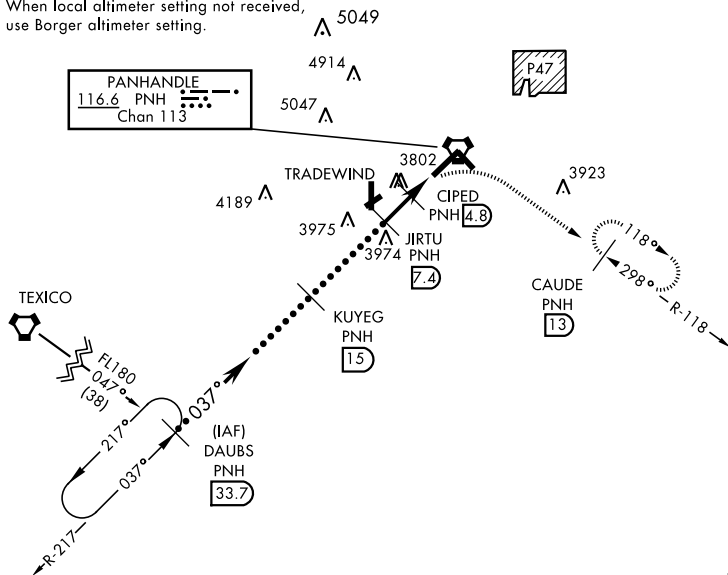 When local altimeter setting not received,
use Borger altimeter setting.
5049
4914
P47
PANHANDLE
116.6 PNH
Chan 113
5047
3802
TRADEWIND
3923
4189
CIPED
PNH 4.8
3975
3974
JIRTU
PNH
7.4
118°
298°
CAUDE
PNH
13
R-118
TEXICO
KUYEG
PNH
15
FL180
047°
(38)
037°
217°
(IAF)
DAUBS
PNH
33.7
037°
R-217